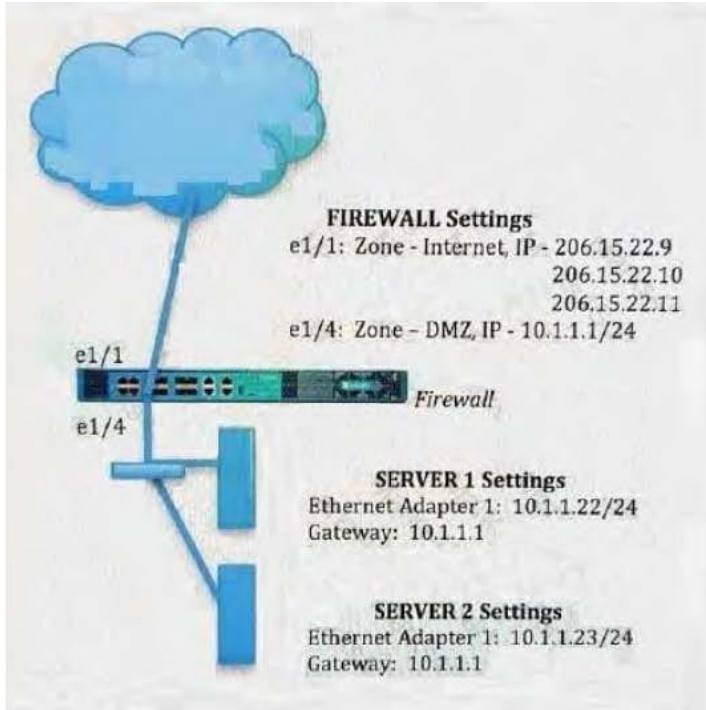 FIREWALL Settings
e1/1: Zone - Internet, IP - 206.15.22.9
206.15.22.10
206.15.22.11
e1/4: Zone – DMZ, IP - 10.1.1.1/24
e1/1
Firewall
e1/4
SERVER 1 Settings
Ethernet Adapter 1: 10.1.1.22/24
Gateway: 10.1.1.1
SERVER 2 Settings
Ethernet Adapter 1: 10.1.1.23/24
Gateway: 10.1.1.1